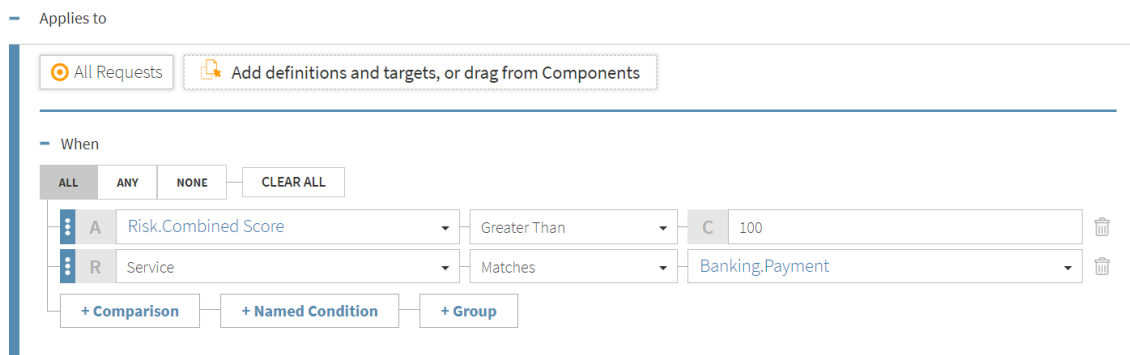 Applies to
All Requests Add definitions and targets, or drag from Components
When
ALL ANY NONE CLEAR ALL
A Risk.Combined Score Greater Than C 100
R Service Matches Banking.Payment
+ Comparison + Named Condition + Group